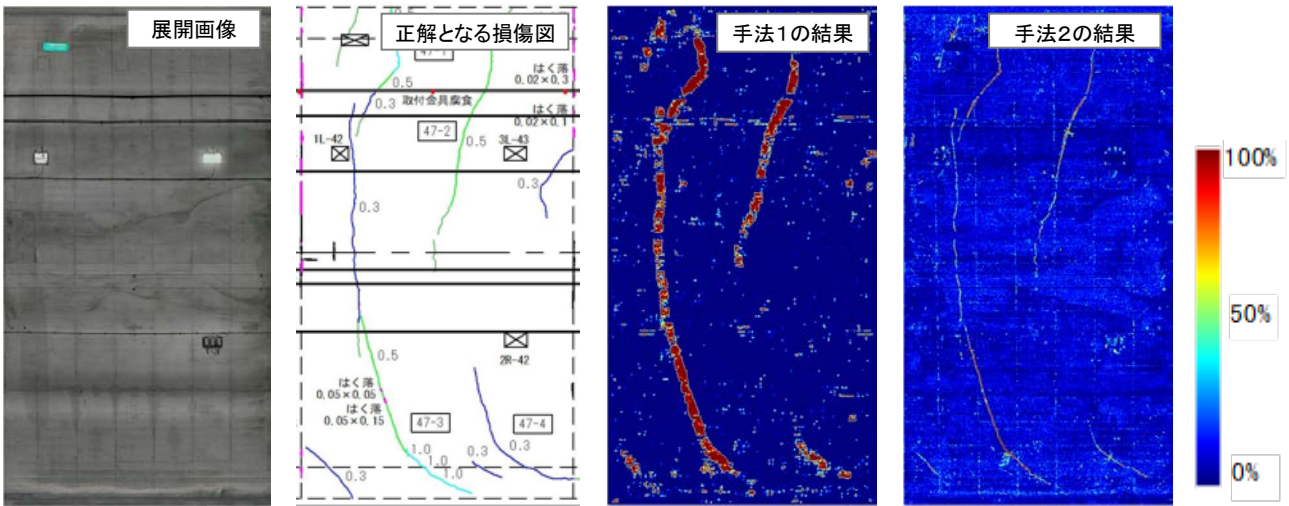 展開画像
正解となる損傷図
手法1の結果
手法2の結果
47-1
はく落
0.02×0.3
0.5
0.3
取付金具腐食
はく落
0.02×0.1
1L-42
47-2
0.5
3L-43
0.3
0.3
0.5
2R-42
はく落
0.05×0.05
はく落
0.05×0.15
47-3
47-4
1.0
0.3
0.3
1.0
0.3
1.0
100%
50%
0%